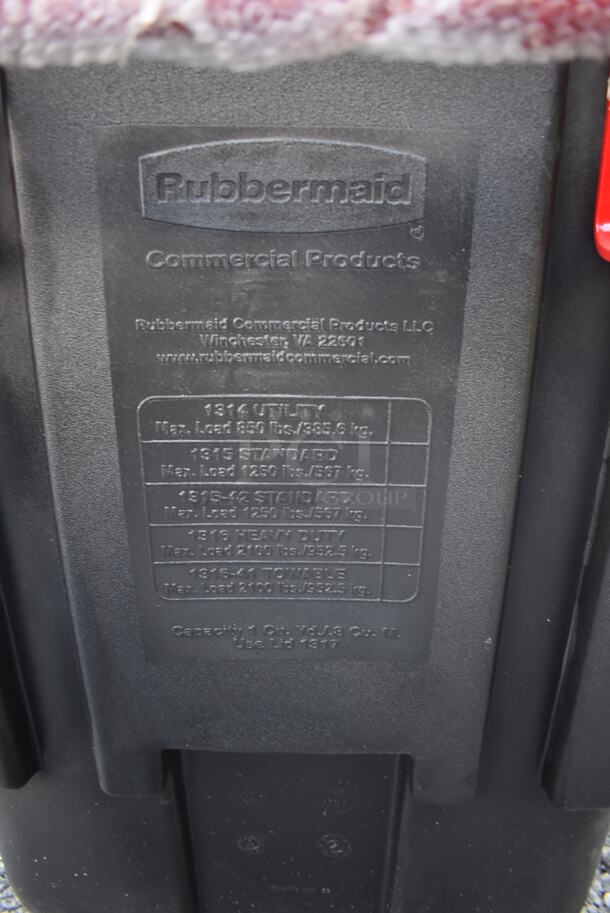 Rubbermaid
®
Commercial Products
Rubbermaid Commercial Products LLC
Winchester, VA 22601
www.rubbermaidcommercial.com
1314 UTILITY
Max. Load 850 lbs./385.6 kg.
1315 STANDARD
Max. Load 1250 lbs./567 kg.
1315-42 STANDARD
Max. Load 1250 lbs./567 kg.
GROUP
1316 HEAVY DUTY
Max. Load 2100 lbs./952.5 kg.
1316-41 TOWABLE
Max. Load 2100 lbs./952.5 kg.
Capacity 1 Cu. Yd./.8 Cu. M.
Use Lid 1317